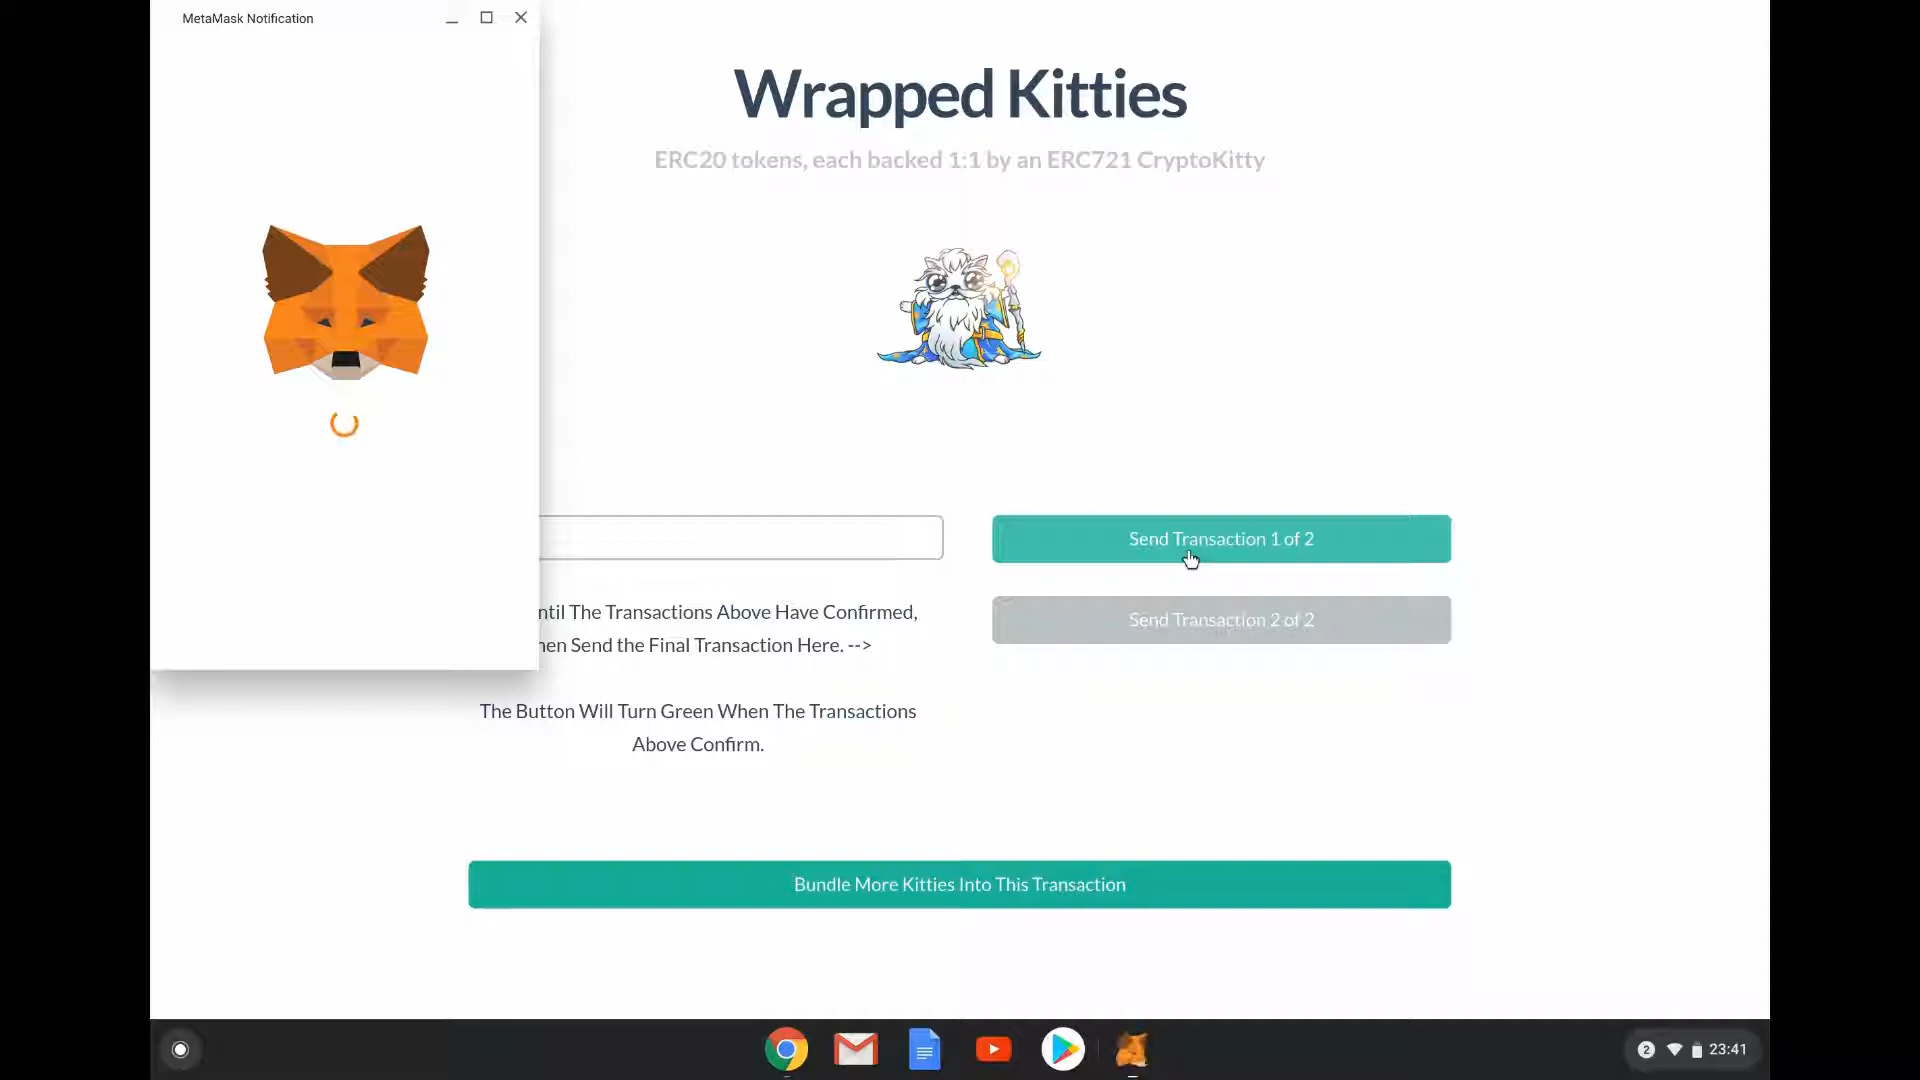 MetaMask Notification
Wrapped Kitties
ERC20 tokens, each backed 1:1 by an ERC721 CryptoKitty
Send Transaction 1 of 2
ntil The Transactions Above Have Confirmed,
en Send the Final Transaction Here. -->
Send Transaction 2 of 2
The Button Will Turn Green When The Transactions
Above Confirm.
Bundle More Kitties Into This Transaction
2
23:41